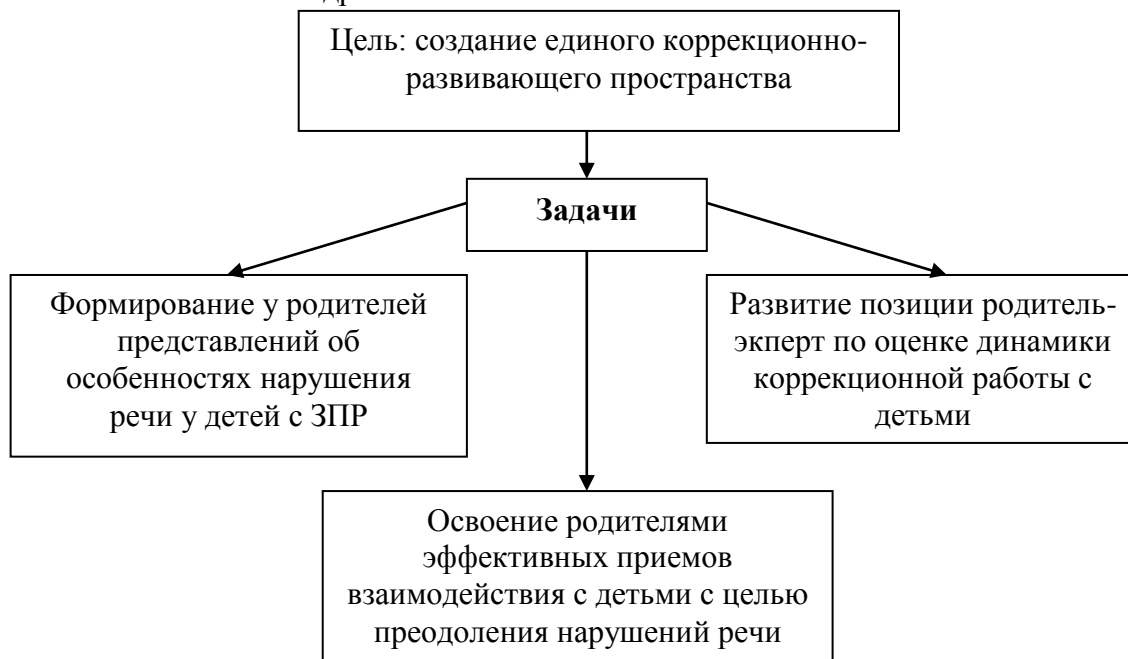 Цель: создание единого коррекционно-
развивающего пространства
Задачи
Формирование у родителей
представлений об
особенностях нарушения
речи у детей с ЗПР
Развитие позиции родитель-
экперт по оценке динамики
коррекционной работы с
детьми
Освоение родителями
эффективных приемов
взаимодействия с детьми с целью
преодоления нарушений речи